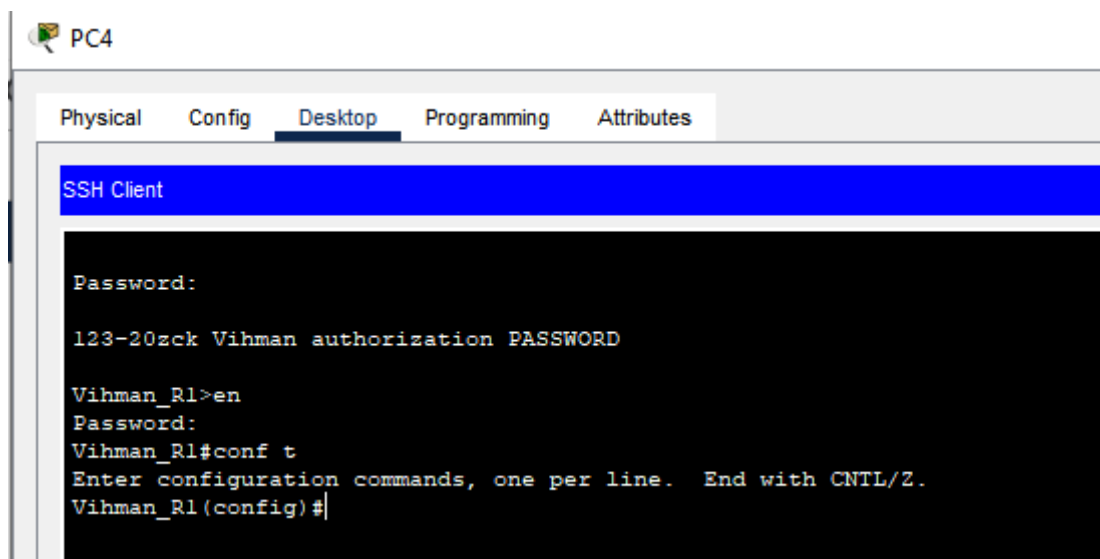 PC4
Physical Config Desktop Programming Attributes
SSH Client
Password:
123-20zck Vihman authorization PASSWORD
Vihman_R1>en
Password:
Vihman_R1#conf t
Enter configuration commands, one per line.  End with CNTL/Z.
Vihman_R1(config)#